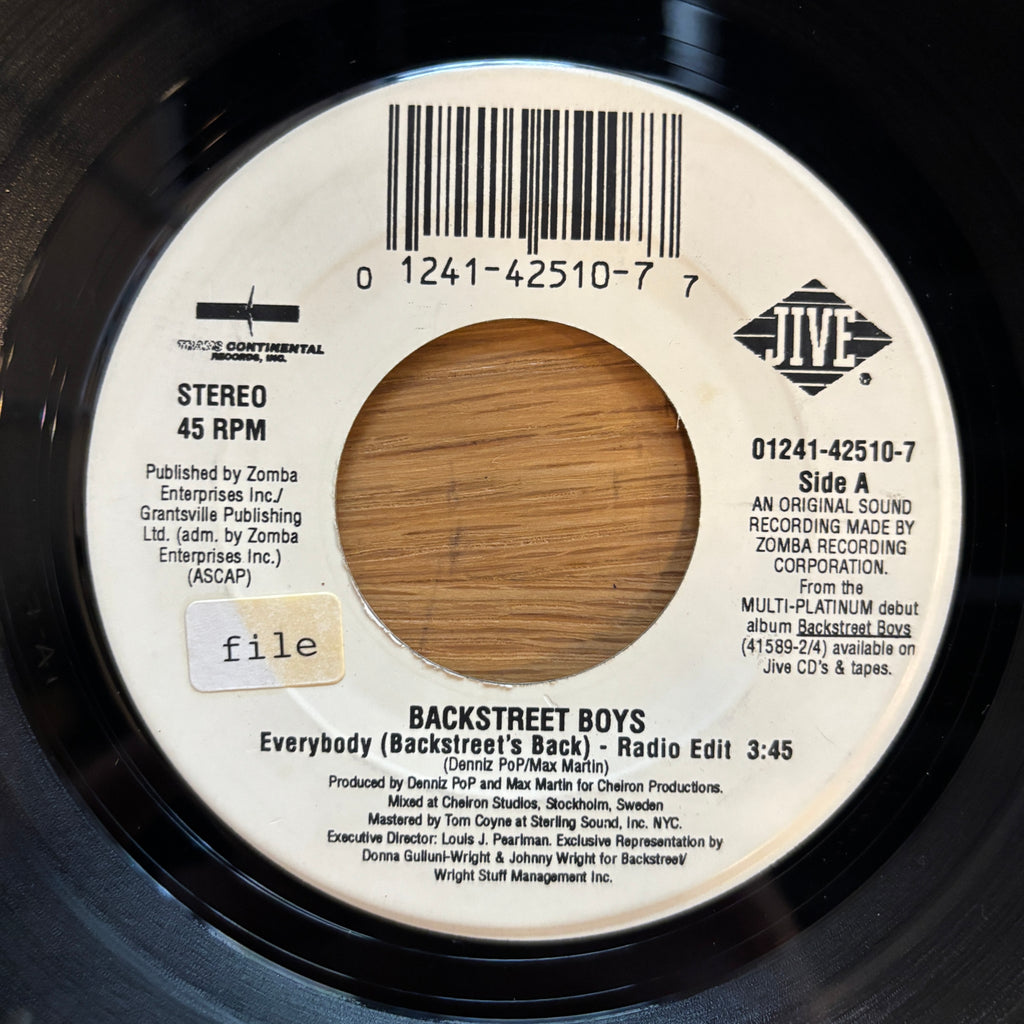 0 1241-42510-7 7
TRANS CONTINENTAL
RECORDS, INC.
JIVE
STEREO
45 RPM
Published by Zomba
Enterprises Inc./
Grantsville Publishing
Ltd. (adm. by Zomba
Enterprises Inc.)
(ASCAP)
file
01241-42510-7
Side A
AN ORIGINAL SOUND
RECORDING MADE BY
ZOMBA RECORDING
CORPORATION.
From the
MULTI-PLATINUM debut
album Backstreet Boys
(41589-2/4) available on
Jive CD's & tapes.
BACKSTREET BOYS
Everybody (Backstreet's Back) - Radio Edit 3:45
(Denniz PoP/Max Martin)
Produced by Denniz PoP and Max Martin for Cheiron Productions.
Mixed at Cheiron Studios, Stockholm, Sweden
Mastered by Tom Coyne at Sterling Sound, Inc. NYC.
Executive Director: Louis J. Pearlman. Exclusive Representation by
Donna Gulluni-Wright & Johnny Wright for Backstreet/
Wright Stuff Management Inc.